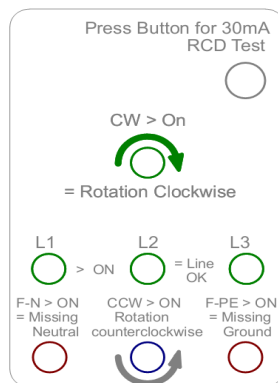 Press Button for 30mA
RCD Test
CW > On
= Rotation Clockwise
L1 L2 L3
> ON = Line
OK
F-N > ON CCW > ON F-PE > ON
= Missing Rotation = Missing
Neutral counterclockwise Ground